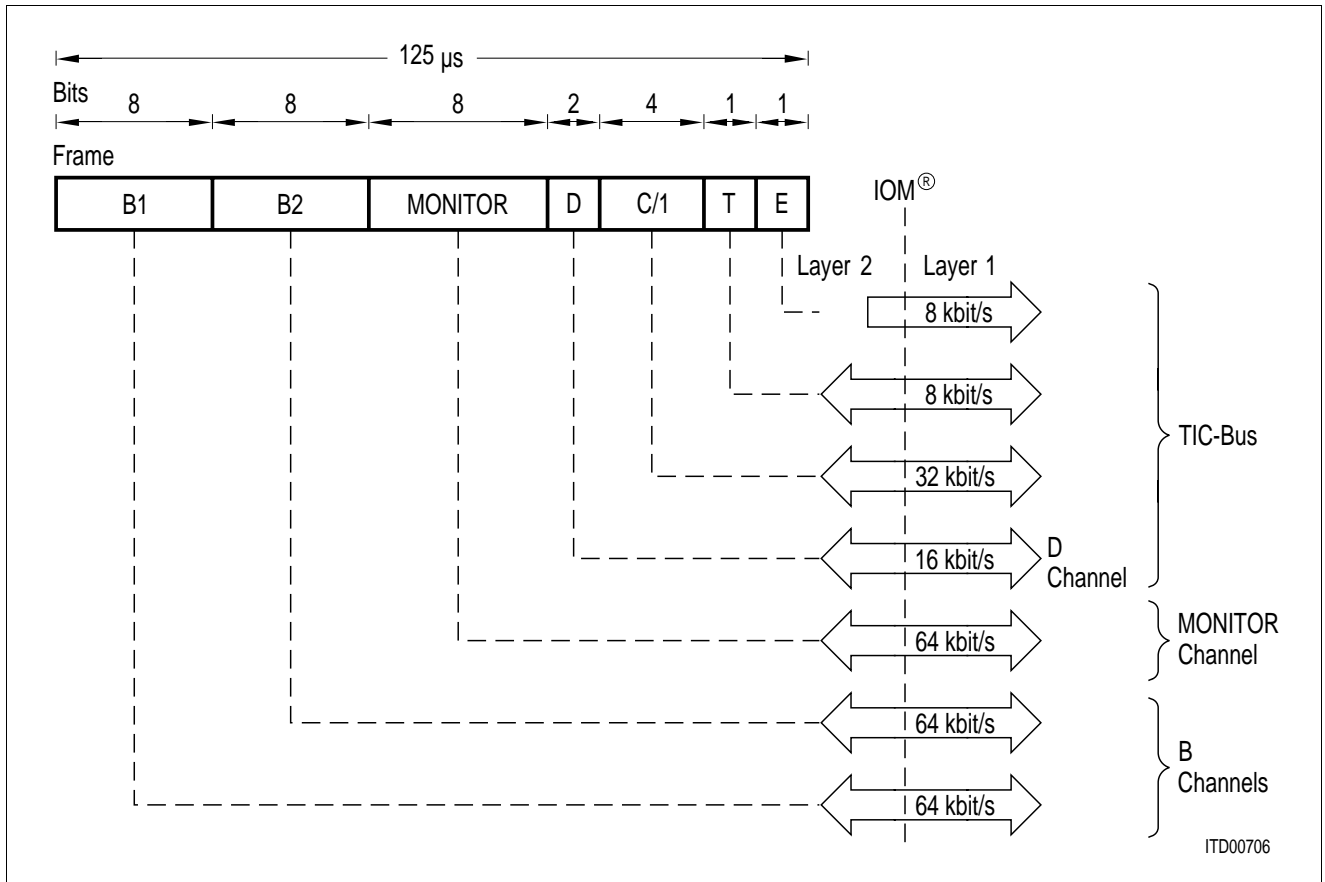 125 µs
Bits
8 8 8 2 4 1 1
Frame
B1 B2 MONITOR D C/1 T E
IOM®
Layer 2 Layer 1
8 kbit/s
8 kbit/s
TIC-Bus
32 kbit/s
16 kbit/s
D
Channel
64 kbit/s
MONITOR
Channel
64 kbit/s
B
Channels
64 kbit/s
ITD00706